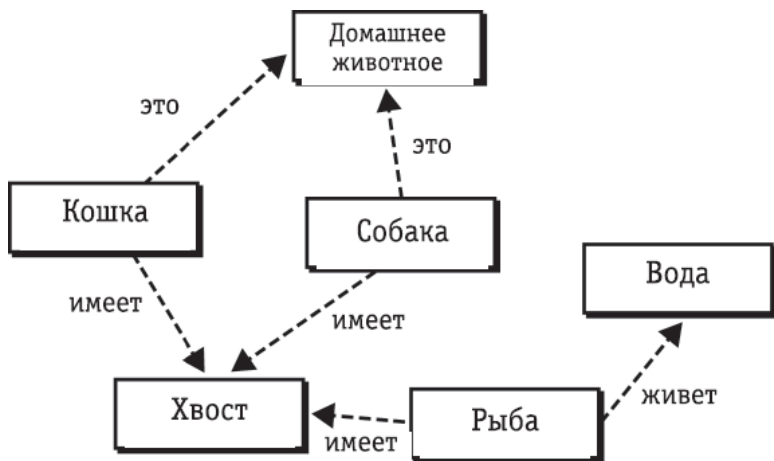 Домашнее
животное
это
это
Кошка
Собака
Вода
имеет
имеет
Хвост
Рыба
живет
имеет